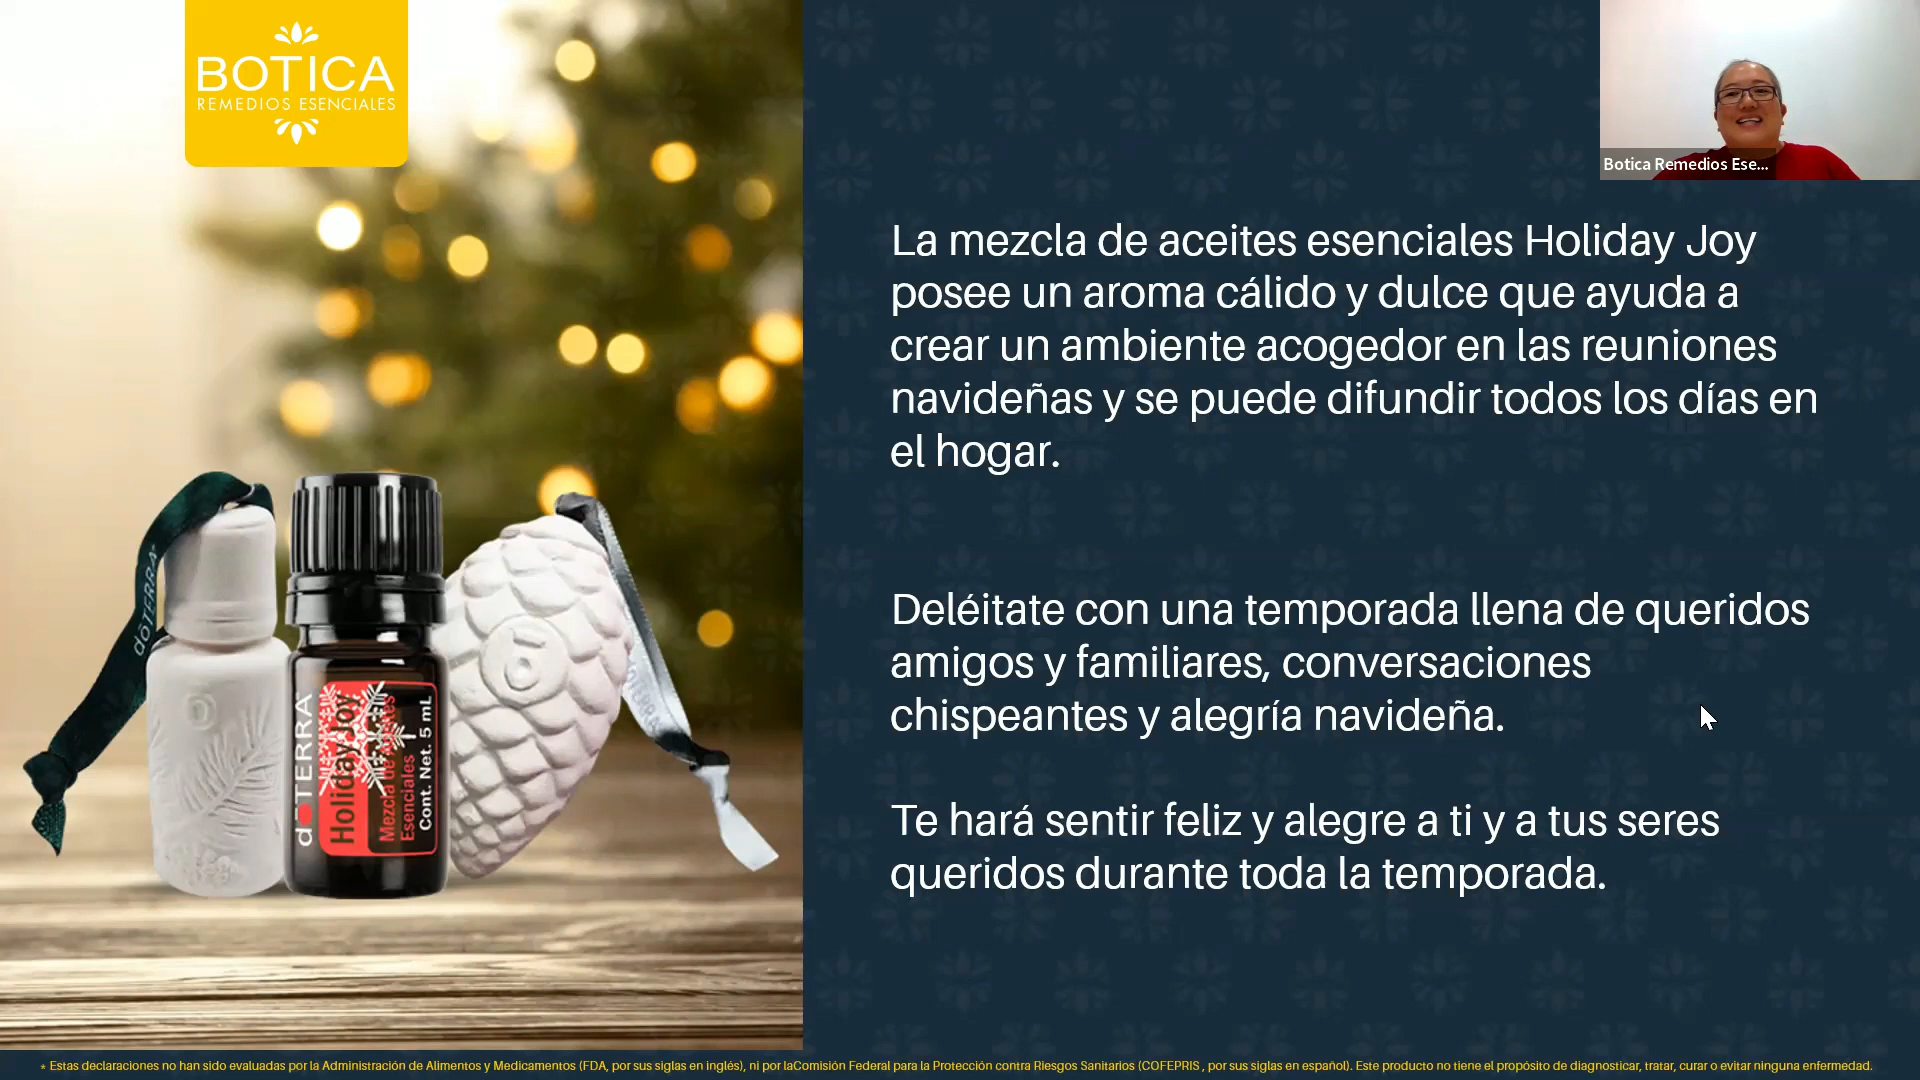 BOTICA
REMEDIOS ESENCIALES
Botica Remedios Ese...
La mezcla de aceites esenciales Holiday Joy
posee un aroma cálido y dulce que ayuda a
crear un ambiente acogedor en las reuniones
navideñas y se puede difundir todos los días en
el hogar.
Deléitate con una temporada llena de queridos
amigos y familiares, conversaciones
chispeantes y alegría navideña.
Te hará sentir feliz y alegre a ti y a tus seres
queridos durante toda la temporada.
dōTERRA
dōTERRA
Holiday Joy
Mezcla de Aceites
Esenciales
Cont. Net. 5 mL
* Estas declaraciones no han sido evaluadas por la Administración de Alimentos y Medicamentos (FDA, por sus siglas en inglés), ni por laComisión Federal para la Protección contra Riesgos Sanitarios (COFEPRIS , por sus siglas en español). Este producto no tiene el propósito de diagnosticar, tratar, curar o evitar ninguna enfermedad.